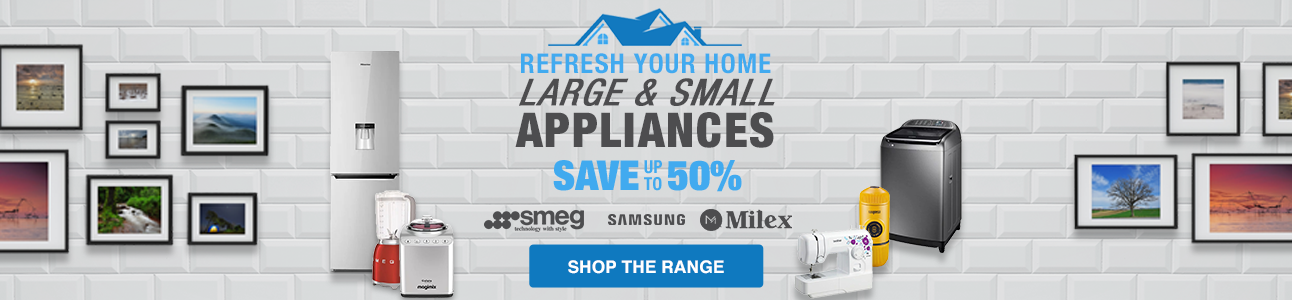 REFRESH YOUR HOME
LARGE & SMALL
APPLIANCES
SAVE UP TO 50%
smeg
technology with style
SAMSUNG
M Milex
SHOP THE RANGE